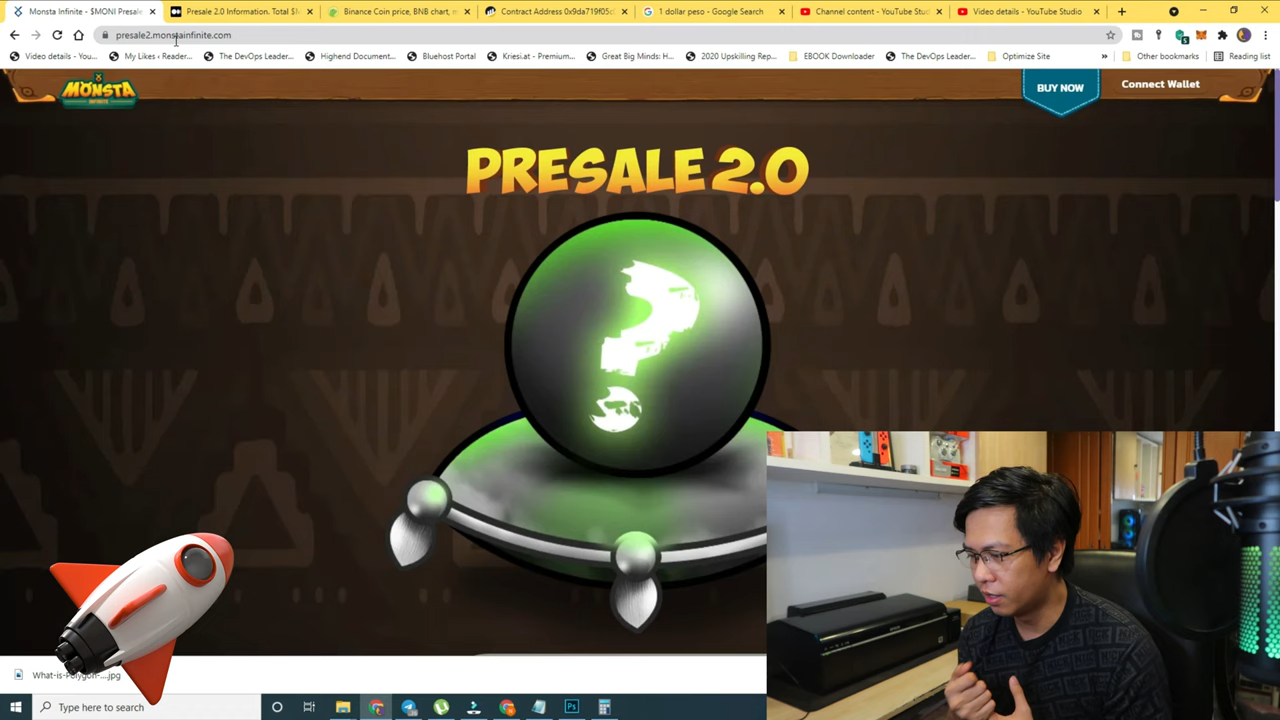 Monsta Infinite - $MONI Presale
Presale 2.0 Information. Total $M
Binance Coin price, BNB chart, m
Contract Address 0x9da719f05c
1 dollar peso - Google Search
Channel content - YouTube Stud
Video details - YouTube Studio
presale2.monstainfinite.com
Video details - You...
My Likes ‹ Reader...
The DevOps Leader...
Highend Document...
Bluehost Portal
Kriesi.at - Premium...
Great Big Minds: H...
2020 Upskilling Rep...
EBOOK Downloader
The DevOps Leader...
Optimize Site
»
Other bookmarks
Reading list
MONSTA
INFINITE
BUY NOW
Connect Wallet
PRESALE 2.0
?
What-is-Polygon-....jpg
Type here to search
Ps